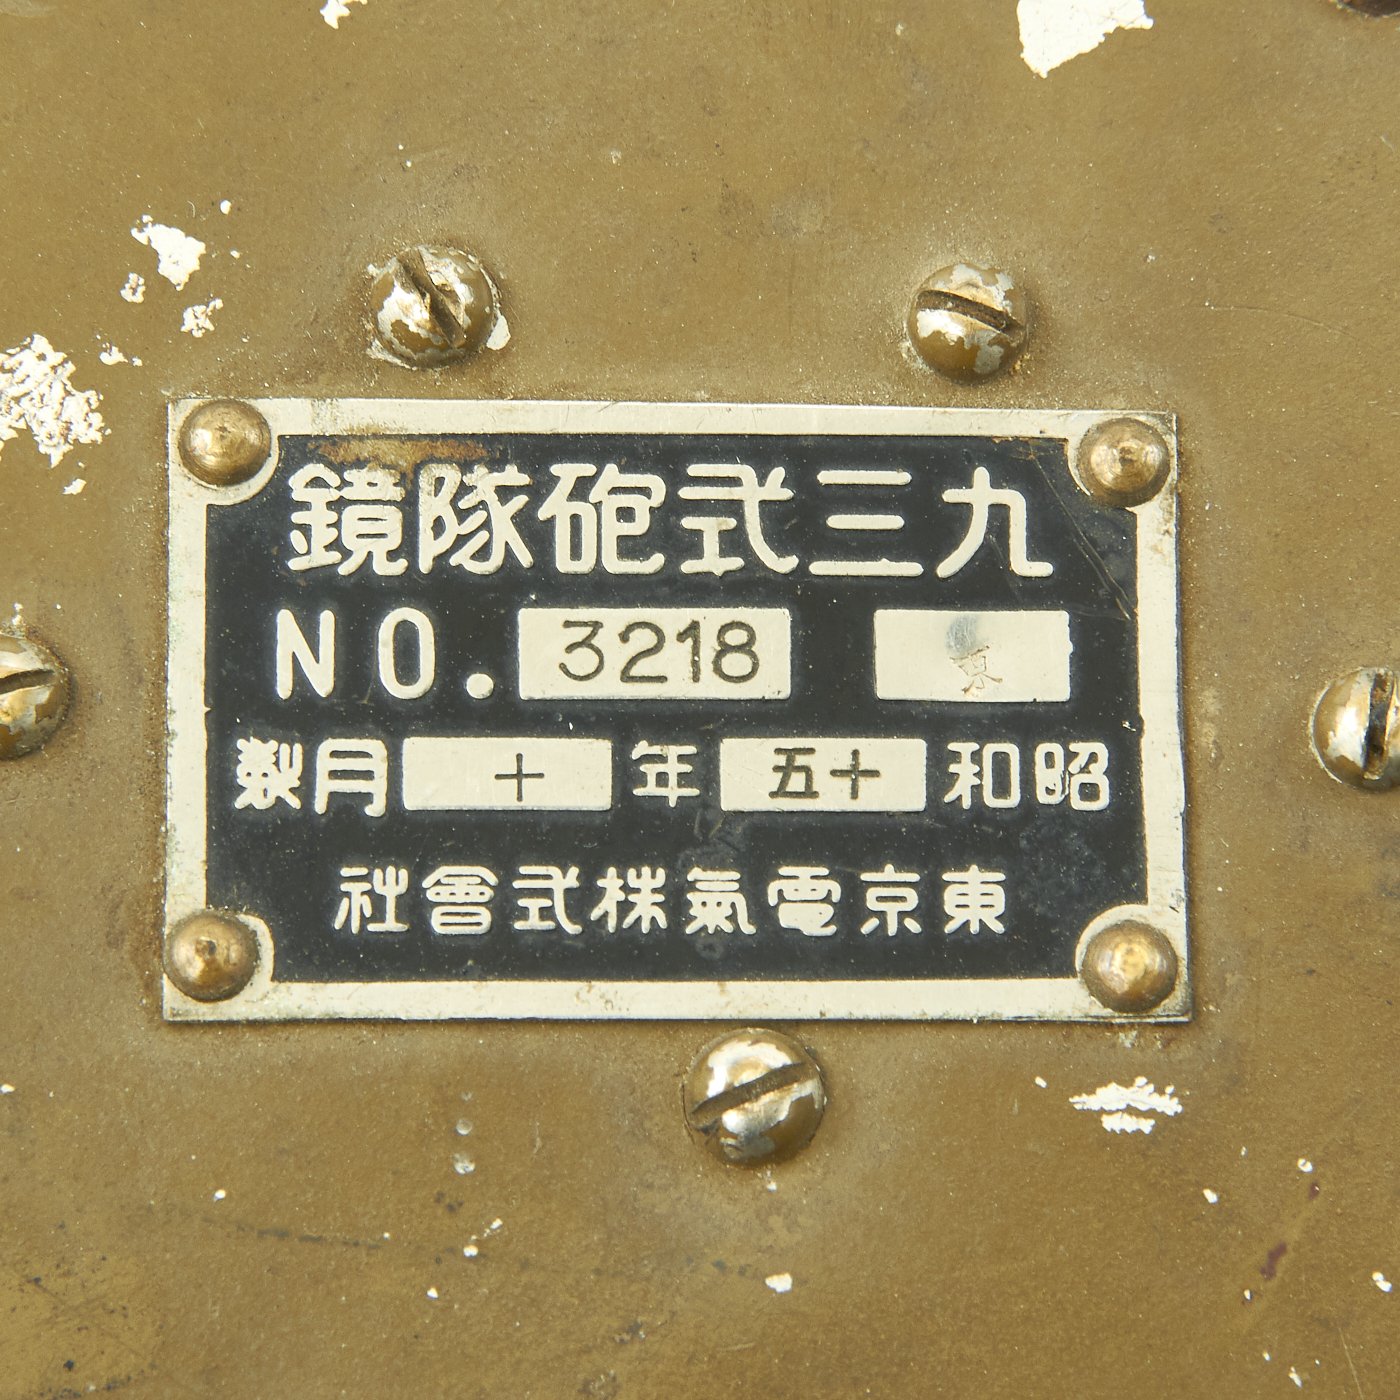 九三式砲隊鏡
NO. 3218
昭和十五年十月製
東京電氣株式會社